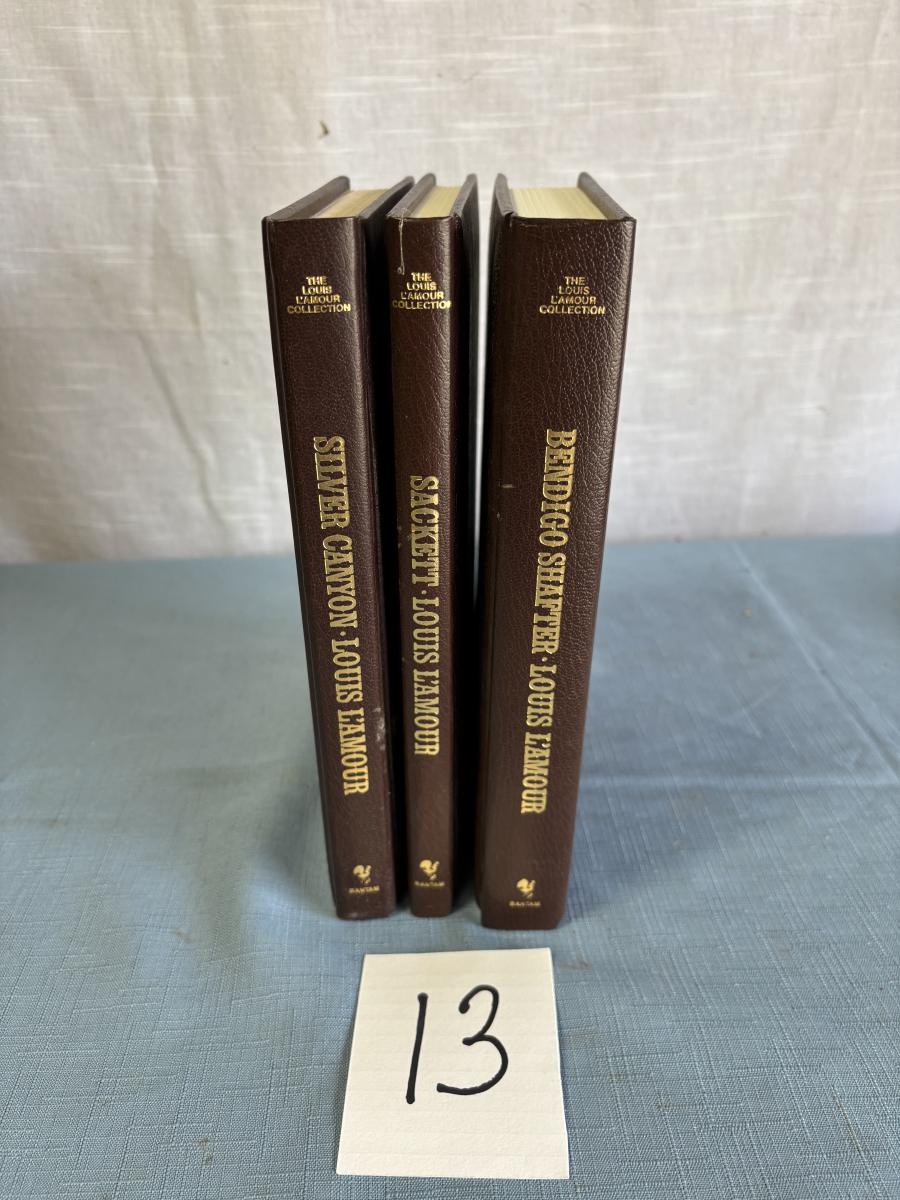 THE
LOUIS
L'AMOUR
COLLECTION
SILVER CANYON · LOUIS L'AMOUR
BANTAM
THE
LOUIS
L'AMOUR
COLLECTION
SACKETT · LOUIS L'AMOUR
BANTAM
THE
LOUIS
L'AMOUR
COLLECTION
BENDIGO SHAFTER · LOUIS L'AMOUR
BANTAM
13